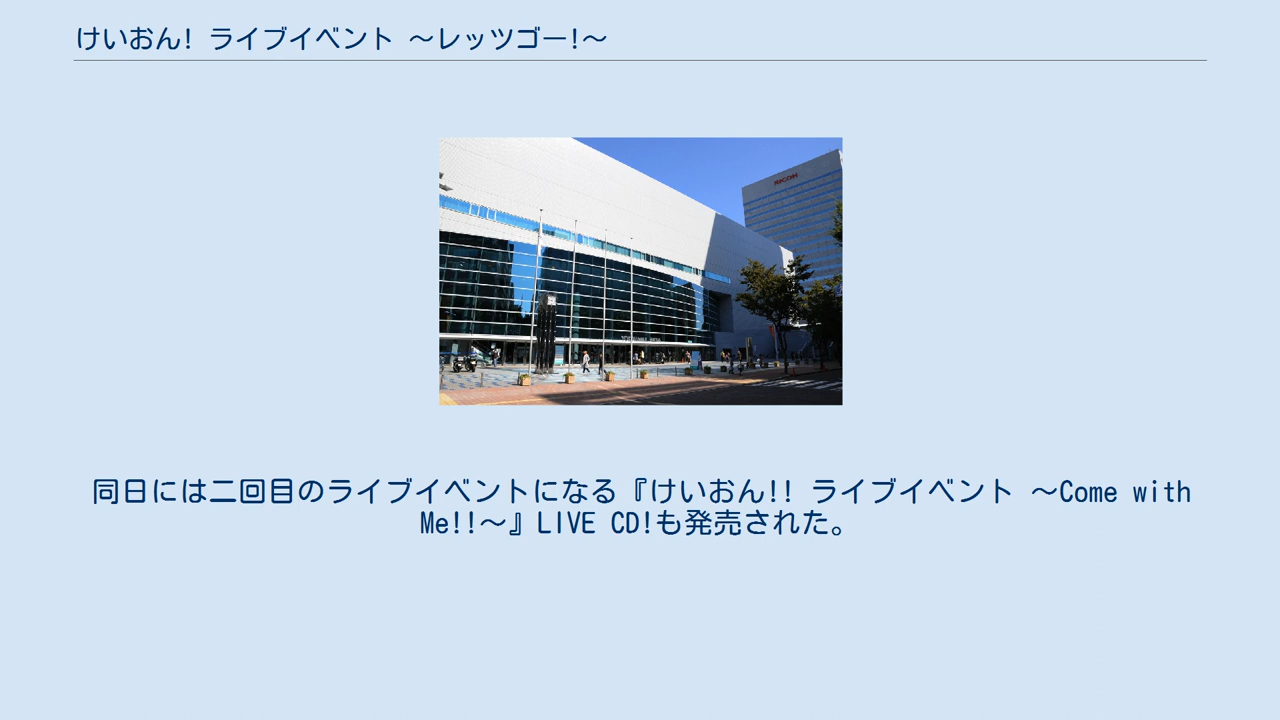 けいおん! ライブイベント ～レッツゴー!～
RICOH
同日には二回目のライブイベントになる『けいおん!! ライブイベント ～Come with
Me!!～』LIVE CD!も発売された。